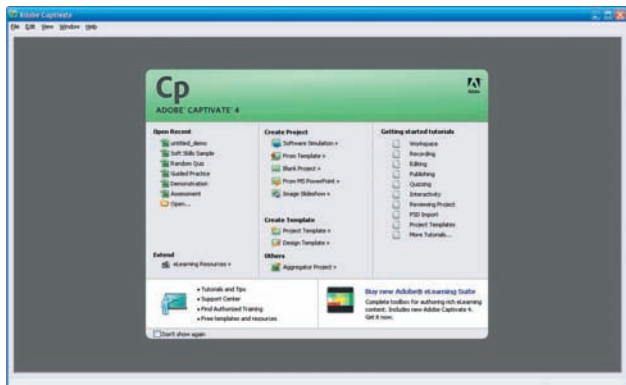 Adobe Captivate
File Edit View Window Help
Cp
ADOBE® CAPTIVATE® 4
Adobe
Open Recent
untitled_demo
Soft Skills Sample
Random Quiz
Guided Practice
Demonstration
Assessment
Open...
Extend
eLearning Resources »
Create Project
Software Simulation »
From Template »
Blank Project »
From MS PowerPoint »
Image Slideshow »
Create Template
Project Template »
Design Template »
Others
Aggregator Project »
Getting started tutorials
Workspace
Recording
Editing
Publishing
Quizzing
Interactivity
Reviewing Project
PSD Import
Project Templates
More Tutorials...
• Tutorials and Tips
• Support Center
• Find Authorized Training
• Free templates and resources
Buy new Adobe® eLearning Suite
Complete toolbox for authoring rich eLearning
content. Includes new Adobe Captivate 4.
Get it now.
Don't show again